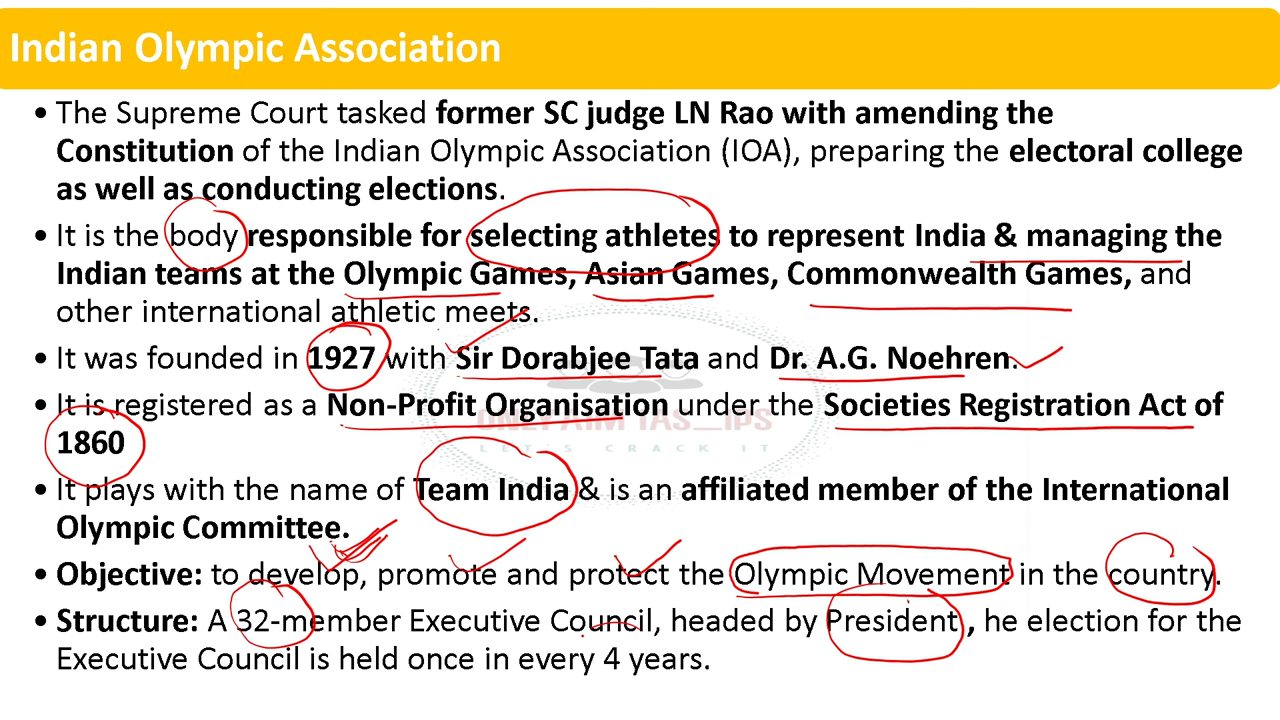 Indian Olympic Association
• The Supreme Court tasked former SC judge LN Rao with amending the
Constitution of the Indian Olympic Association (IOA), preparing the electoral college
as well as conducting elections.
• It is the body responsible for selecting athletes to represent India & managing the
Indian teams at the Olympic Games, Asian Games, Commonwealth Games, and
other international athletic meets.
• It was founded in 1927 with Sir Dorabjee Tata and Dr. A.G. Noehren.
• It is registered as a Non-Profit Organisation under the Societies Registration Act of
ONEPAIM IAS_IPS
1860
LET'S CRACK IT
• It plays with the name of Team India & is an affiliated member of the International
Olympic Committee.
• Objective: to develop, promote and protect the Olympic Movement in the country.
• Structure: A 32-member Executive Council, headed by President , he election for the
Executive Council is held once in every 4 years.